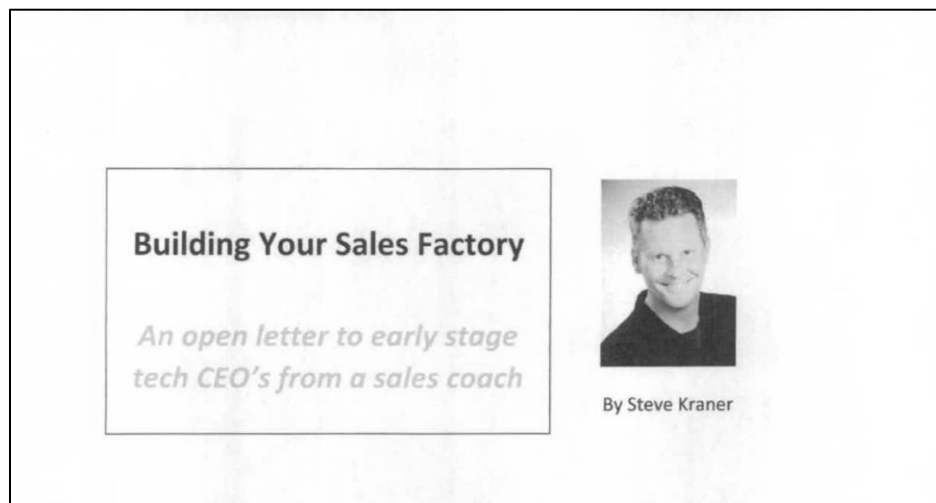 Building Your Sales Factory
An open letter to early stage
tech CEO's from a sales coach
By Steve Kraner